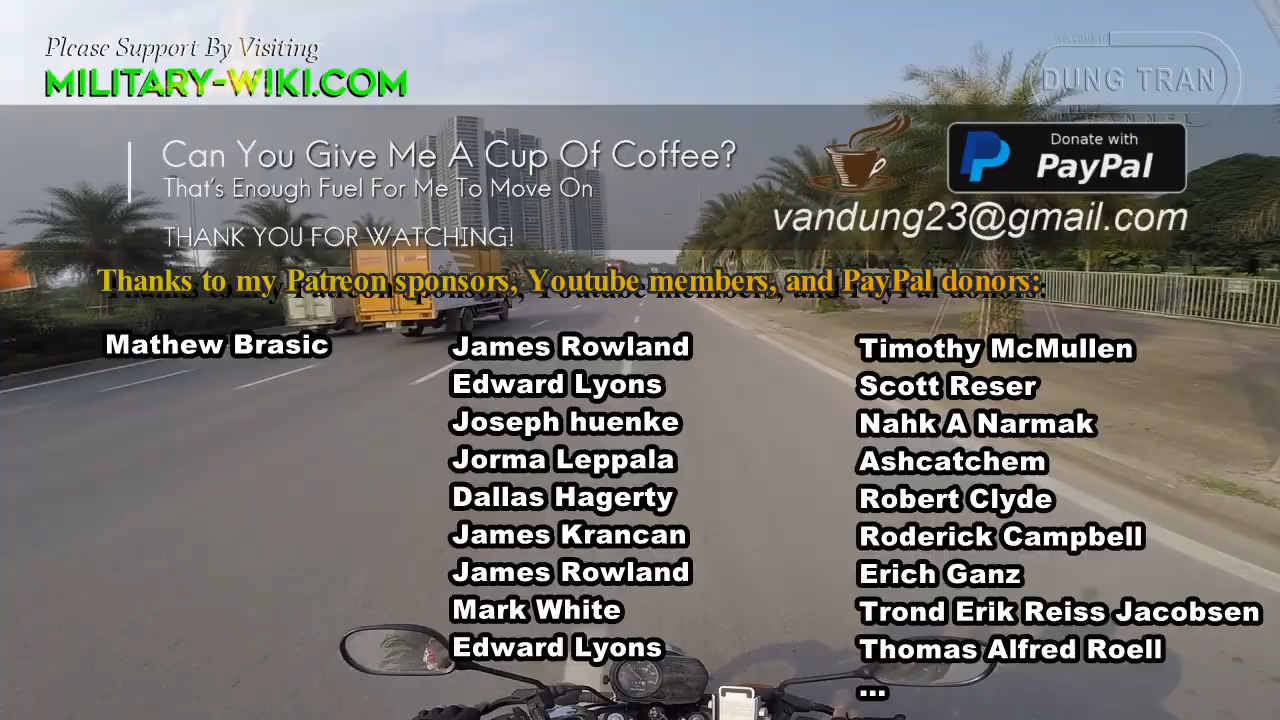 Please Support By Visiting
MILITARY-WIKI.COM
WELCOME TO
DUNG TRAN
CHANNEL
Can You Give Me A Cup Of Coffee?
That's Enough Fuel For Me To Move On
THANK YOU FOR WATCHING!
Donate with
PayPal
vandung23@gmail.com
Thanks to my Patreon sponsors, Youtube members, and PayPal donors:
Mathew Brasic
James Rowland
Edward Lyons
Joseph huenke
Jorma Leppala
Dallas Hagerty
James Krancan
James Rowland
Mark White
Edward Lyons
Timothy McMullen
Scott Reser
Nahk A Narmak
Ashcatchem
Robert Clyde
Roderick Campbell
Erich Ganz
Trond Erik Reiss Jacobsen
Thomas Alfred Roell
...